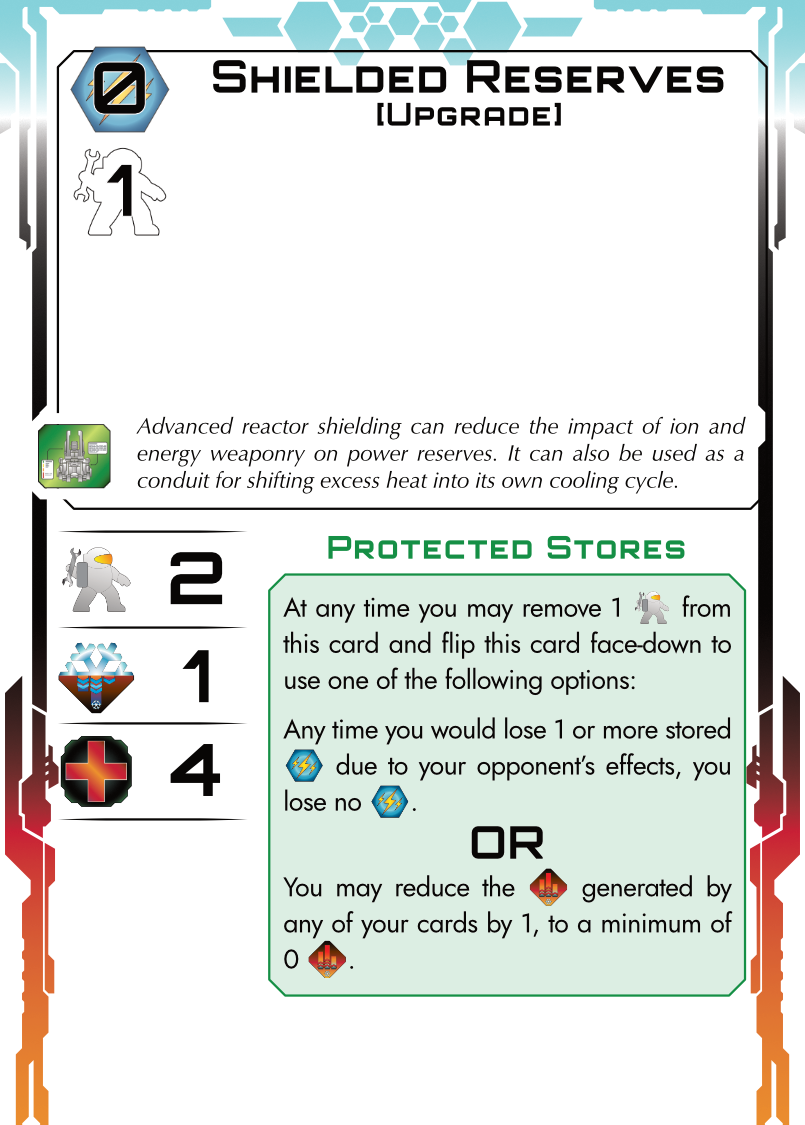 0
SHIELDED RESERVES
[UPGRADE]
1
Advanced reactor shielding can reduce the impact of ion and
energy weaponry on power reserves. It can also be used as a
conduit for shifting excess heat into its own cooling cycle.
2
1
4
PROTECTED STORES
At any time you may remove 1 from
this card and flip this card face-down to
use one of the following options:
Any time you would lose 1 or more stored
due to your opponent's effects, you
lose no .
OR
You may reduce the generated by
any of your cards by 1, to a minimum of
0 .